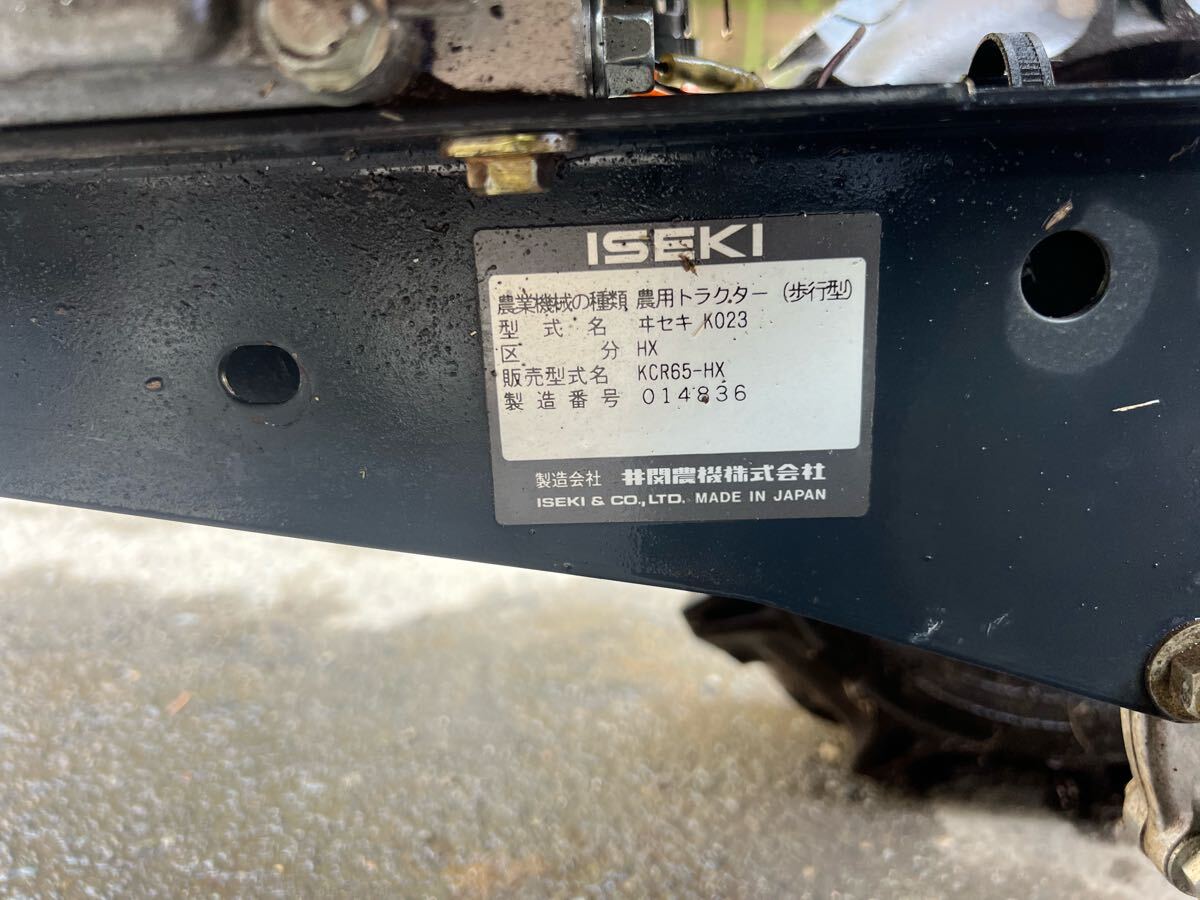 ISEKI
農業機械の種類 農用トラクター (歩行型)
型式名 ヰセキ K023
区分 HX
販売型式名 KCR65-HX
製造番号 014836
製造会社 井関農機株式会社
ISEKI & CO., LTD. MADE IN JAPAN